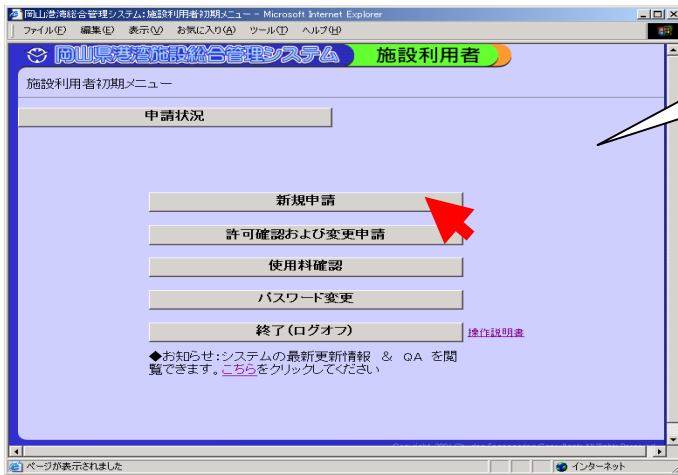 岡山港湾総合管理システム:施設利用者初期メニュー - Microsoft Internet Explorer
ファイル(F) 編集(E) 表示(V) お気に入り(A) ツール(T) ヘルプ(H)
岡山県港湾施設総合管理システム 施設利用者
施設利用者初期メニュー
申請状況
新規申請
許可確認および変更申請
使用料確認
パスワード変更
終了(ログオフ) 操作説明書
◆お知らせ:システムの最新更新情報 & QA を閲
覧できます。こちらをクリックしてください
ページが表示されました インターネット